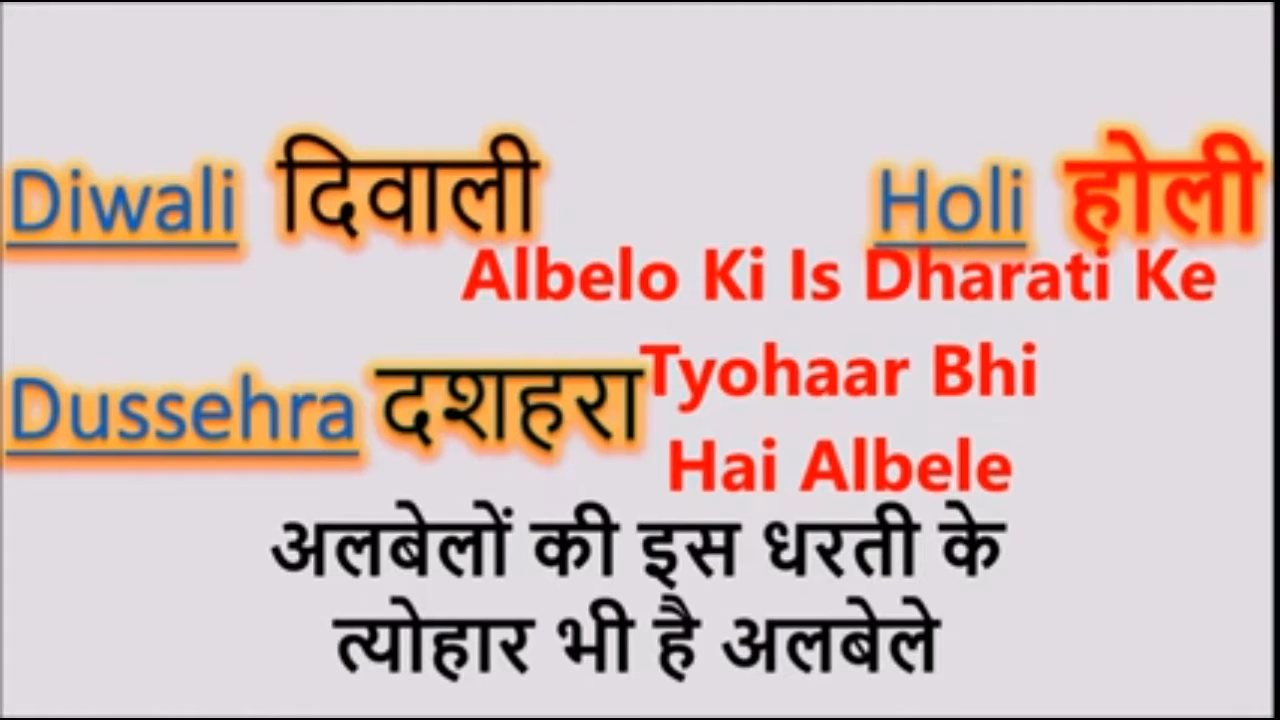 Diwali दिवाली
Holi होली
Albelo Ki Is Dharati Ke
Tyohaar Bhi
Dussehra दशहरा
Hai Albele
अलबेलों की इस धरती के
त्योहार भी है अलबेले